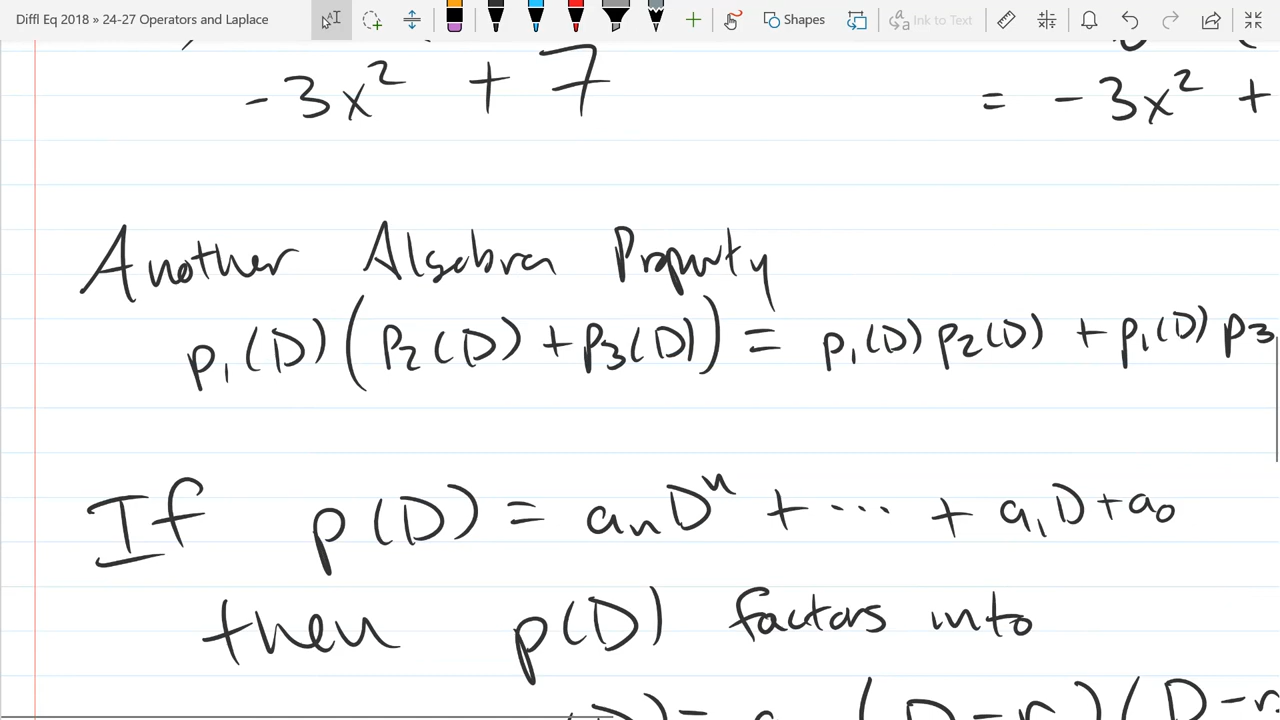 Diffl Eq 2018 » 24-27 Operators and Laplace Shapes Ink to Text
-3x² + 7 = -3x² +
Another Algebra Property
p₁(D)(p₂(D)+p₃(D)) = p₁(D)p₂(D) + p₁(D)p₃
If p(D) = aₙDⁿ + ⋯ + a₁D+a₀
then p(D) factors into
(D)= (D-r)(D-r